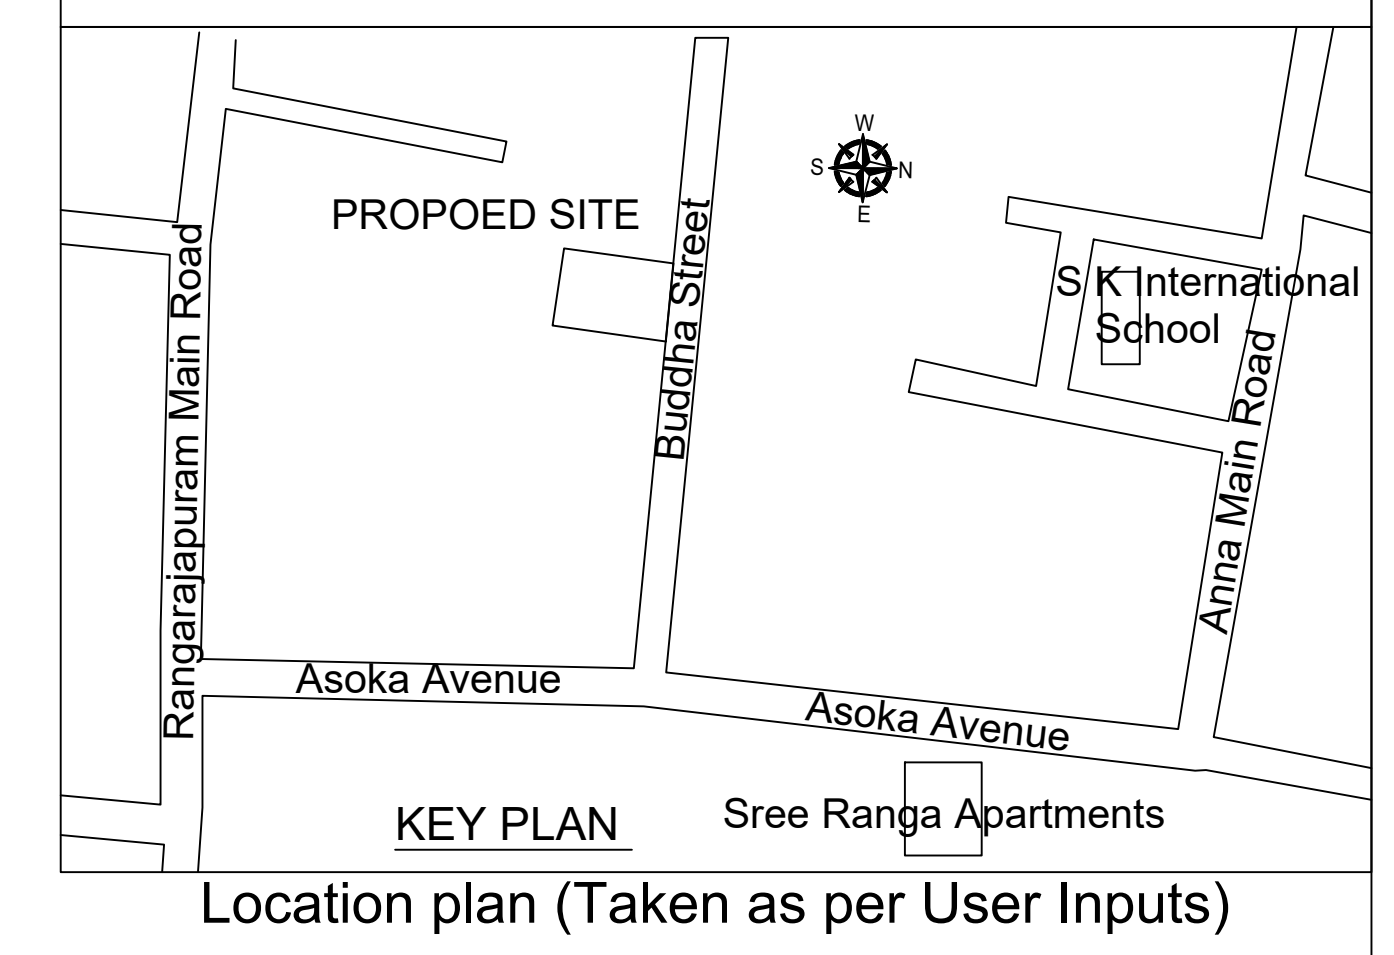 W
S
N
E
PROPOED SITE
Buddha Street
S K International
School
Rangarajapuram Main Road
Anna Main Road
Asoka Avenue
Asoka Avenue
KEY PLAN
Sree Ranga Apartments
Location plan (Taken as per User Inputs)